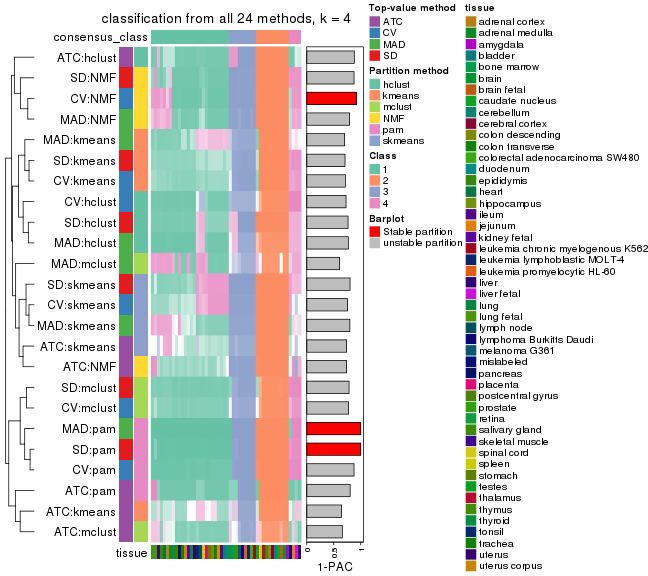 classification from all 24 methods, k = 4
consensus_class
ATC:hclust
SD:NMF
CV:NMF
MAD:NMF
MAD:kmeans
SD:kmeans
CV:kmeans
CV:hclust
SD:hclust
MAD:hclust
MAD:mclust
SD:skmeans
CV:skmeans
MAD:skmeans
ATC:skmeans
ATC:NMF
SD:mclust
CV:mclust
MAD:pam
SD:pam
CV:pam
ATC:pam
ATC:kmeans
ATC:mclust
tissue
0
0.5
1
1-PAC
Top-value method
ATC
CV
MAD
SD
Partition method
hclust
kmeans
mclust
NMF
pam
skmeans
Class
1
2
3
4
Barplot
Stable partition
unstable partition
tissue
adrenal cortex
adrenal medulla
amygdala
bladder
bone marrow
brain
brain fetal
caudate nucleus
cerebellum
cerebral cortex
colon descending
colon transverse
colorectal adenocarcinoma SW480
duodenum
epididymis
heart
hippocampus
ileum
jejunum
kidney fetal
leukemia chronic myelogenous K562
leukemia lymphoblastic MOLT-4
leukemia promyelocytic HL-60
liver
liver fetal
lung
lung fetal
lymph node
lymphoma Burkitts Daudi
melanoma G361
mislabeled
pancreas
placenta
postcentral gyrus
prostate
retina
salivary gland
skeletal muscle
spinal cord
spleen
stomach
testes
thalamus
thymus
thyroid
tonsil
trachea
uterus
uterus corpus